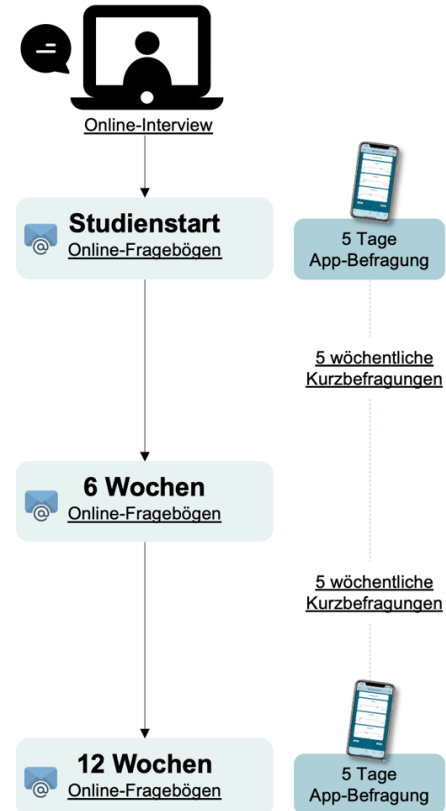 Online-Interview
Studienstart
Online-Fragebögen
5 Tage
App-Befragung
5 wöchentliche
Kurzbefragungen
6 Wochen
Online-Fragebögen
5 wöchentliche
Kurzbefragungen
12 Wochen
Online-Fragebögen
5 Tage
App-Befragung